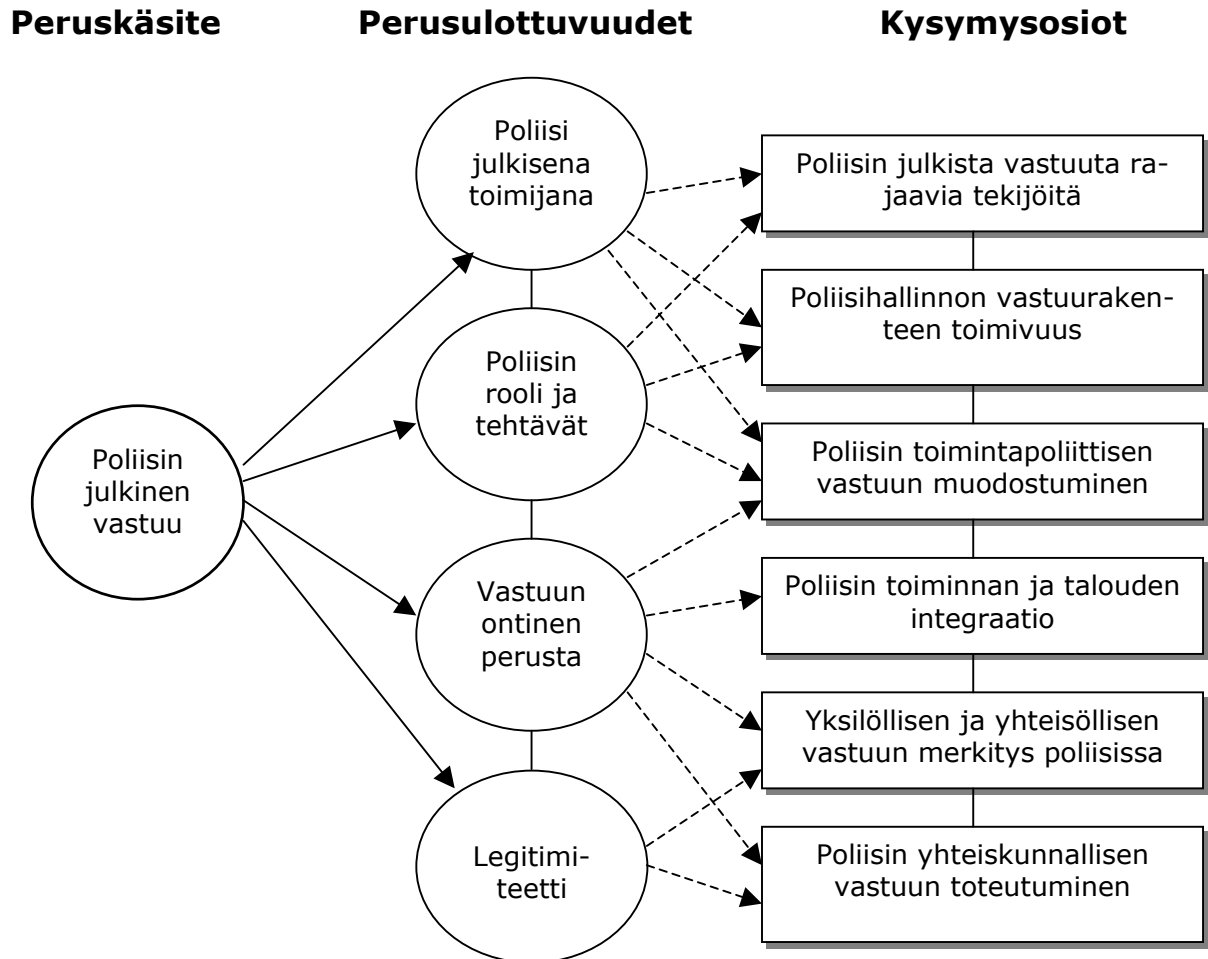 Peruskäsite
Perusulottuvuudet
Kysymysosiot
Poliisin
julkinen
vastuu
Poliisi
julkisena
toimijana
Poliisin
rooli ja
tehtävät
Vastuun
ontinen
perusta
Legitimi-
teetti
Poliisin julkista vastuuta ra-
jaavia tekijöitä
Poliisihallinnon vastuuraken-
teen toimivuus
Poliisin toimintapoliittisen
vastuun muodostuminen
Poliisin toiminnan ja talouden
integraatio
Yksilöllisen ja yhteisöllisen
vastuun merkitys poliisissa
Poliisin yhteiskunnallisen
vastuun toteutuminen